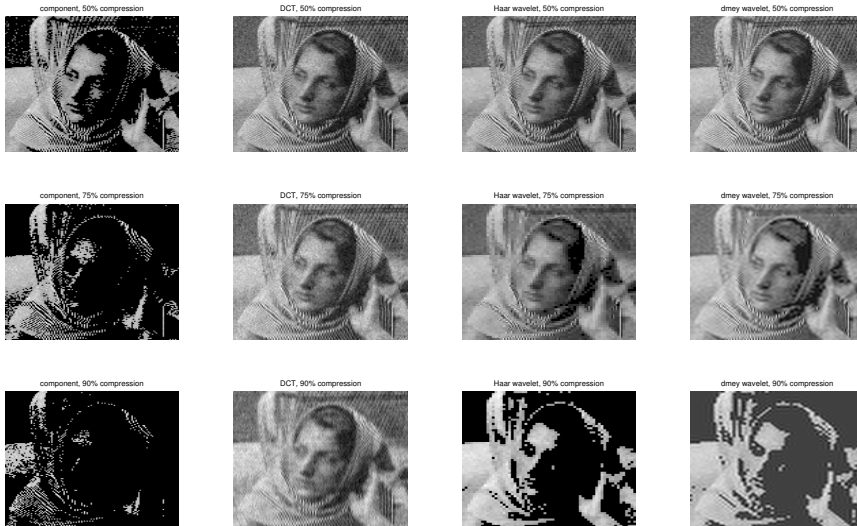 component, 50% compression
DCT, 50% compression
Haar wavelet, 50% compression
dmey wavelet, 50% compression
component, 75% compression
DCT, 75% compression
Haar wavelet, 75% compression
dmey wavelet, 75% compression
component, 90% compression
DCT, 90% compression
Haar wavelet, 90% compression
dmey wavelet, 90% compression